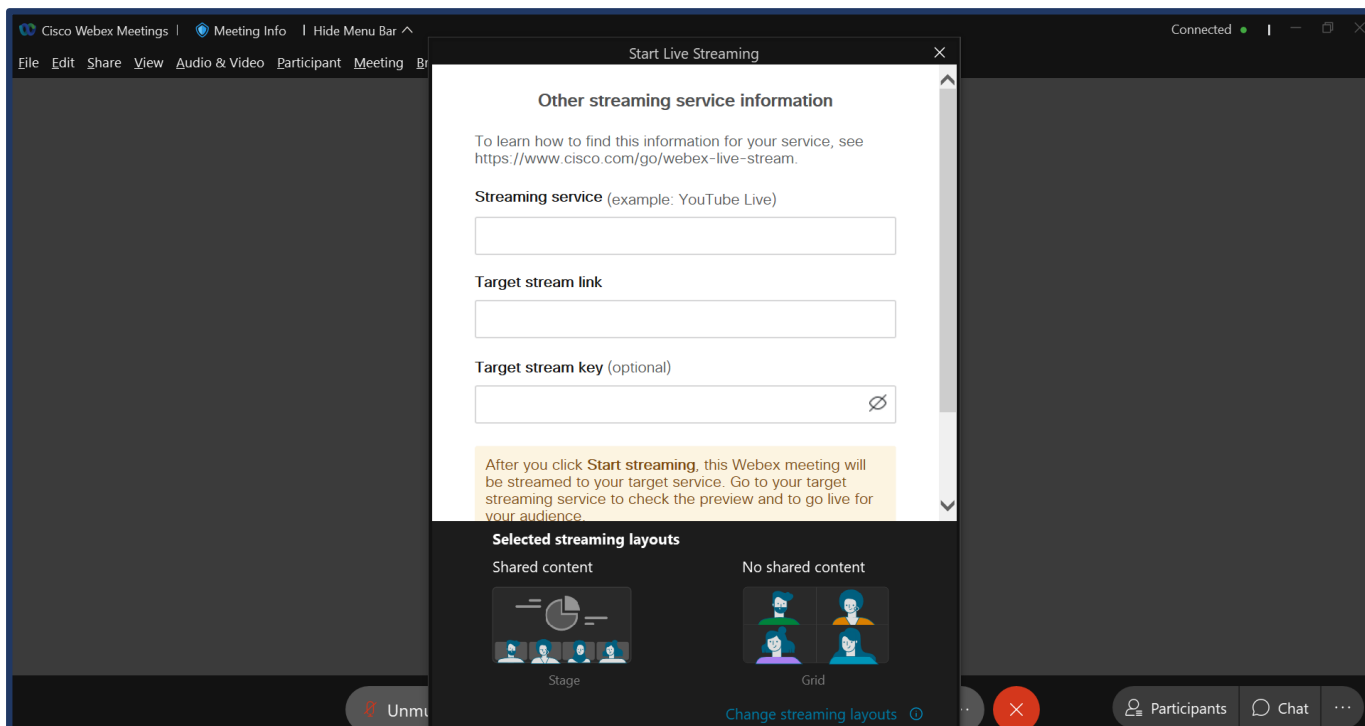 Cisco Webex Meetings | Meeting Info | Hide Menu Bar
Connected
Start Live Streaming
File Edit Share View Audio & Video Participant Meeting
Other streaming service information
To learn how to find this information for your service, see
https://www.cisco.com/go/webex-live-stream.
Streaming service (example: YouTube Live)
Target stream link
Target stream key (optional)
After you click Start streaming, this Webex meeting will
be streamed to your target service. Go to your target
streaming service to check the preview and to go live for
your audience.
Selected streaming layouts
Shared content
No shared content
Stage
Grid
Change streaming layouts
Participants
Chat